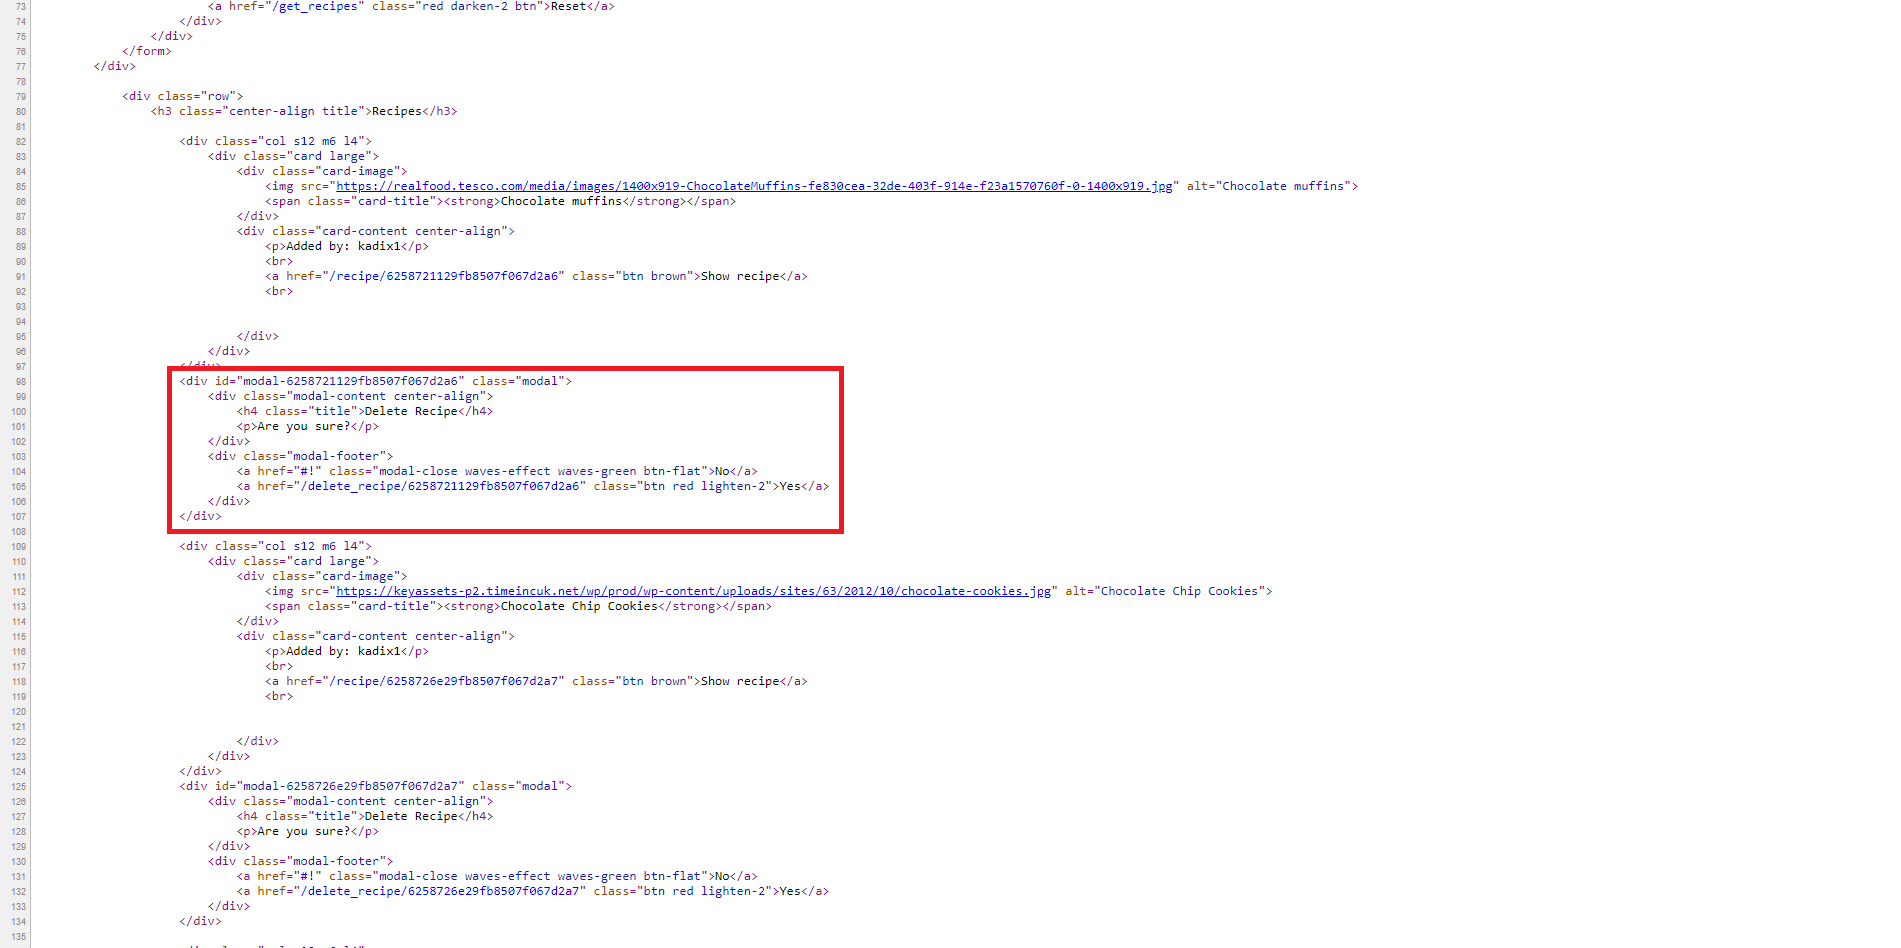 73 <a href="/get_recipes" class="red darken-2 btn">Reset</a>
74 </div>
75 </div>
76 </form>
77 </div>
78
79 <div class="row">
80 <h3 class="center-align title">Recipes</h3>
81
82 <div class="col s12 m6 l4">
83 <div class="card large">
84 <div class="card-image">
85 <img src="https://realfood.tesco.com/media/images/1400x919-ChocolateMuffins-fe830cea-32de-403f-914e-f23a1570760f-0-1400x919.jpg" alt="Chocolate muffins">
86 <span class="card-title"><strong>Chocolate muffins</strong></span>
87 </div>
88 <div class="card-content center-align">
89 <p>Added by: kadix1</p>
90 <br>
91 <a href="/recipe/6258721129fb8507f067d2a6" class="btn brown">Show recipe</a>
92 <br>
93
94
95 </div>
96 </div>
97 </div>
98 <div id="modal-6258721129fb8507f067d2a6" class="modal">
99 <div class="modal-content center-align">
100 <h4 class="title">Delete Recipe</h4>
101 <p>Are you sure?</p>
102 </div>
103 <div class="modal-footer">
104 <a href="#!" class="modal-close waves-effect waves-green btn-flat">No</a>
105 <a href="/delete_recipe/6258721129fb8507f067d2a6" class="btn red lighten-2">Yes</a>
106 </div>
107 </div>
108
109 <div class="col s12 m6 l4">
110 <div class="card large">
111 <div class="card-image">
112 <img src="https://keyassets-p2.timeincuk.net/wp/prod/wp-content/uploads/sites/63/2012/10/chocolate-cookies.jpg" alt="Chocolate Chip Cookies">
113 <span class="card-title"><strong>Chocolate Chip Cookies</strong></span>
114 </div>
115 <div class="card-content center-align">
116 <p>Added by: kadix1</p>
117 <br>
118 <a href="/recipe/6258726e29fb8507f067d2a7" class="btn brown">Show recipe</a>
119 <br>
120
121
122 </div>
123 </div>
124 </div>
125 <div id="modal-6258726e29fb8507f067d2a7" class="modal">
126 <div class="modal-content center-align">
127 <h4 class="title">Delete Recipe</h4>
128 <p>Are you sure?</p>
129 </div>
130 <div class="modal-footer">
131 <a href="#!" class="modal-close waves-effect waves-green btn-flat">No</a>
132 <a href="/delete_recipe/6258726e29fb8507f067d2a7" class="btn red lighten-2">Yes</a>
133 </div>
134 </div>
135